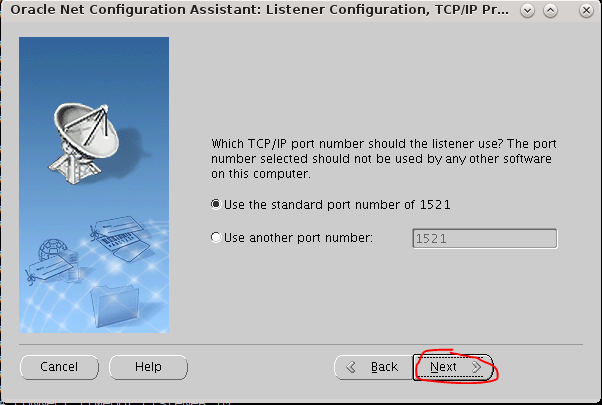 Oracle Net Configuration Assistant: Listener Configuration, TCP/IP Pr...
Which TCP/IP port number should the listener use? The port
number selected should not be used by any other software
on this computer.
Use the standard port number of 1521
Use another port number: 1521
Cancel Help Back Next